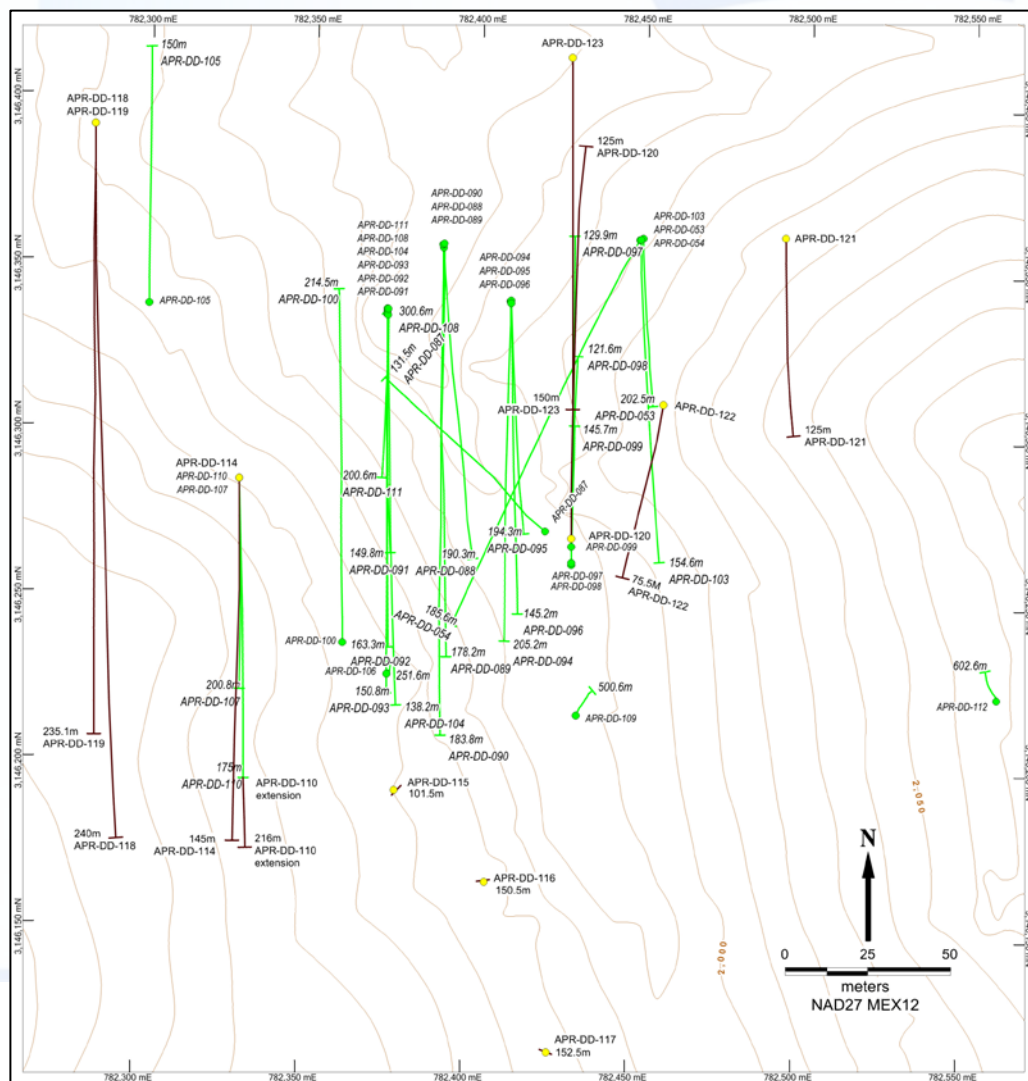 782,300 mE
782,350 mE
782,400 mE
782,450 mE
782,500 mE
782,550 mE
150m
APR-DD-105
APR-DD-123
3,146,400 mN
APR-DD-118
APR-DD-119
125m
APR-DD-120
APR-DD-090
APR-DD-088
APR-DD-089
APR-DD-111
APR-DD-108
APR-DD-104
APR-DD-093
APR-DD-092
APR-DD-091
APR-DD-103
APR-DD-053
APR-DD-054
3,146,350 mN
129.9m
APR-DD-097
APR-DD-121
APR-DD-094
APR-DD-095
APR-DD-096
214.5m
APR-DD-100
APR-DD-105
300.6m
APR-DD-108
131.5m
APR-DD-087
121.6m
APR-DD-098
150m
APR-DD-123
202.5m
APR-DD-053
APR-DD-122
3,146,300 mN
145.7m
APR-DD-099
125m
APR-DD-121
APR-DD-114
APR-DD-110
APR-DD-107
200.6m
APR-DD-111
APR-DD-087
194.3m
APR-DD-095
APR-DD-120
APR-DD-099
149.8m
APR-DD-091
190.3m
APR-DD-088
APR-DD-097
APR-DD-098
154.6m
APR-DD-103
75.5M
APR-DD-122
3,146,250 mN
185.6m
APR-DD-054
145.2m
APR-DD-096
APR-DD-100
163.3m
APR-DD-092
178.2m
APR-DD-089
205.2m
APR-DD-094
APR-DD-106
251.6m
602.6m
200.8m
APR-DD-107
150.8m
APR-DD-093
138.2m
APR-DD-104
500.6m
APR-DD-109
APR-DD-112
235.1m
APR-DD-119
183.8m
APR-DD-090
3,146,200 mN
175m
APR-DD-110
APR-DD-110
extension
APR-DD-115
101.5m
2,050
240m
APR-DD-118
145m
APR-DD-114
216m
APR-DD-110
extension
N
APR-DD-116
150.5m
3,146,150 mN
2,000
0 25 50
meters
NAD27 MEX12
APR-DD-117
152.5m
782,300 mE
782,350 mE
782,400 mE
782,450 mE
782,500 mE
782,550 mE